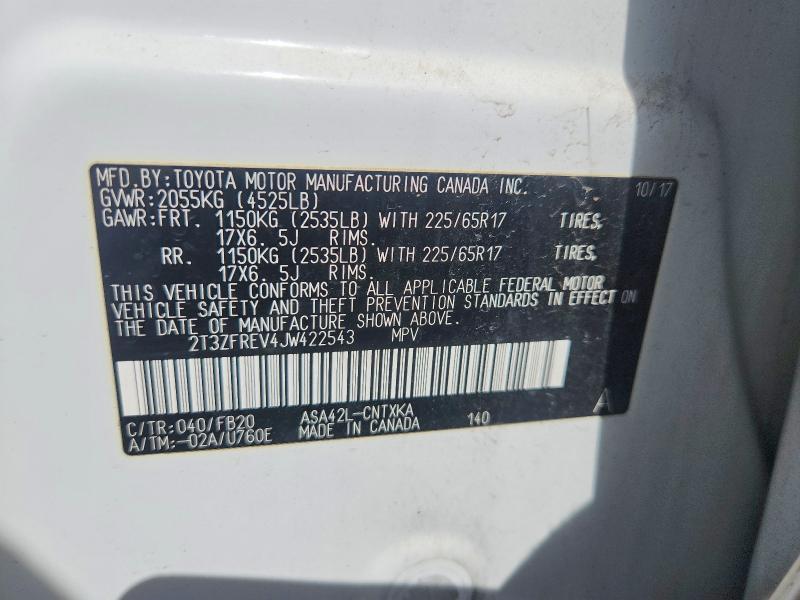 MFD.BY:TOYOTA MOTOR MANUFACTURING CANADA INC. 10/17
GVWR:2055KG (4525LB)
GAWR:FRT. 1150KG (2535LB) WITH 225/65R17 TIRES,
17X6. 5J RIMS.
RR. 1150KG (2535LB) WITH 225/65R17 TIRES,
17X6. 5J RIMS.
THIS VEHICLE CONFORMS TO ALL APPLICABLE FEDERAL MOTOR
VEHICLE SAFETY AND THEFT PREVENTION STANDARDS IN EFFECT ON
THE DATE OF MANUFACTURE SHOWN ABOVE.
2T3ZFREV4JW422543 MPV
C/TR:040/FB20 ASA42L-CNTXKA 140 A
A/TM:-02A/U760E MADE IN CANADA